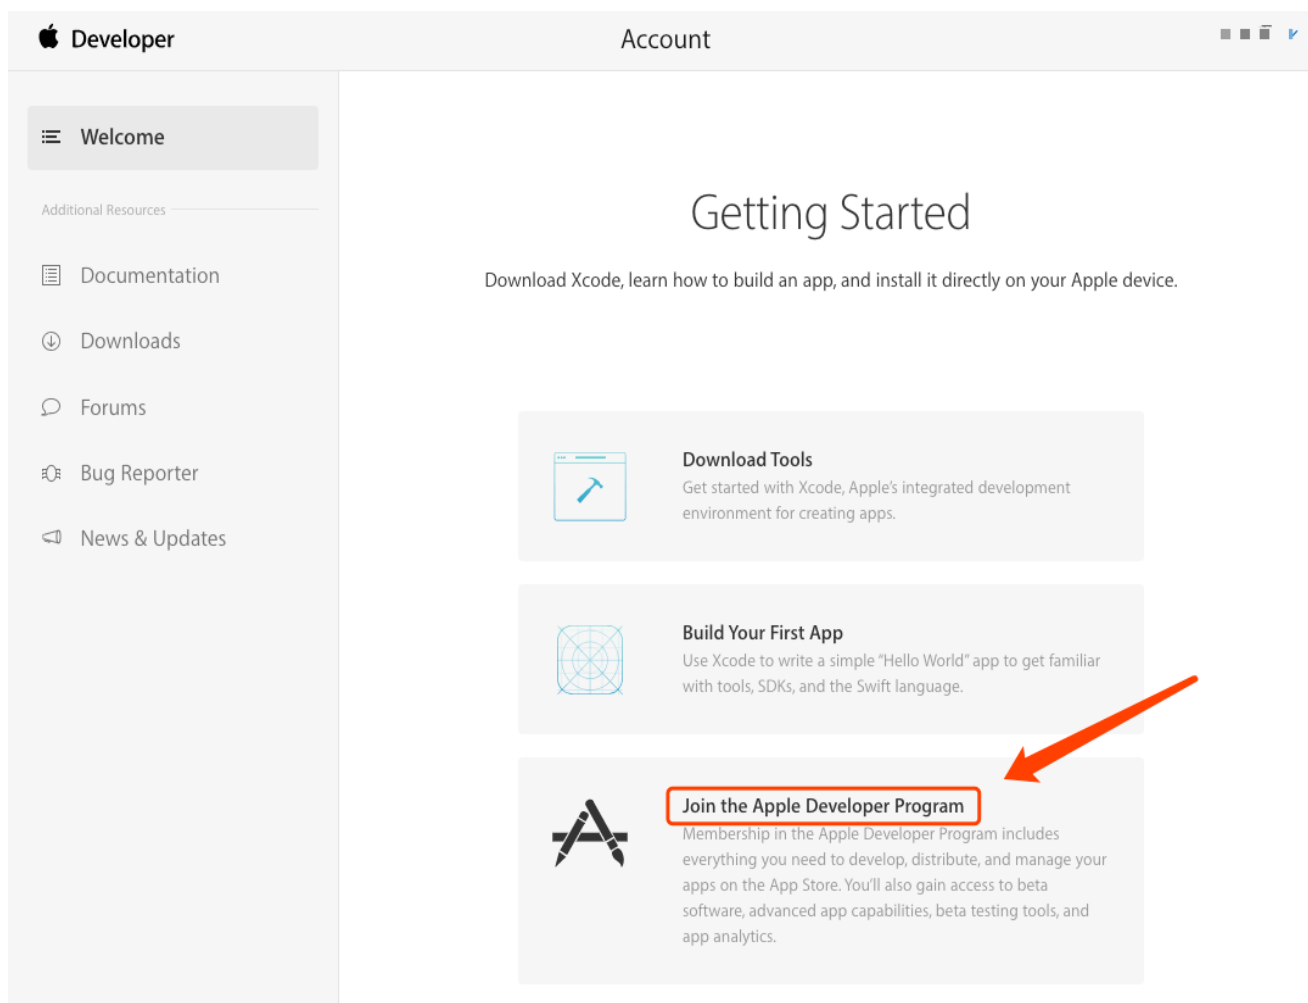 Developer
Account
Welcome
Additional Resources
Documentation
Downloads
Forums
Bug Reporter
News & Updates
Getting Started
Download Xcode, learn how to build an app, and install it directly on your Apple device.
Download Tools
Get started with Xcode, Apple's integrated development
environment for creating apps.
Build Your First App
Use Xcode to write a simple “Hello World” app to get familiar
with tools, SDKs, and the Swift language.
Join the Apple Developer Program
Membership in the Apple Developer Program includes
everything you need to develop, distribute, and manage your
apps on the App Store. You'll also gain access to beta
software, advanced app capabilities, beta testing tools, and
app analytics.